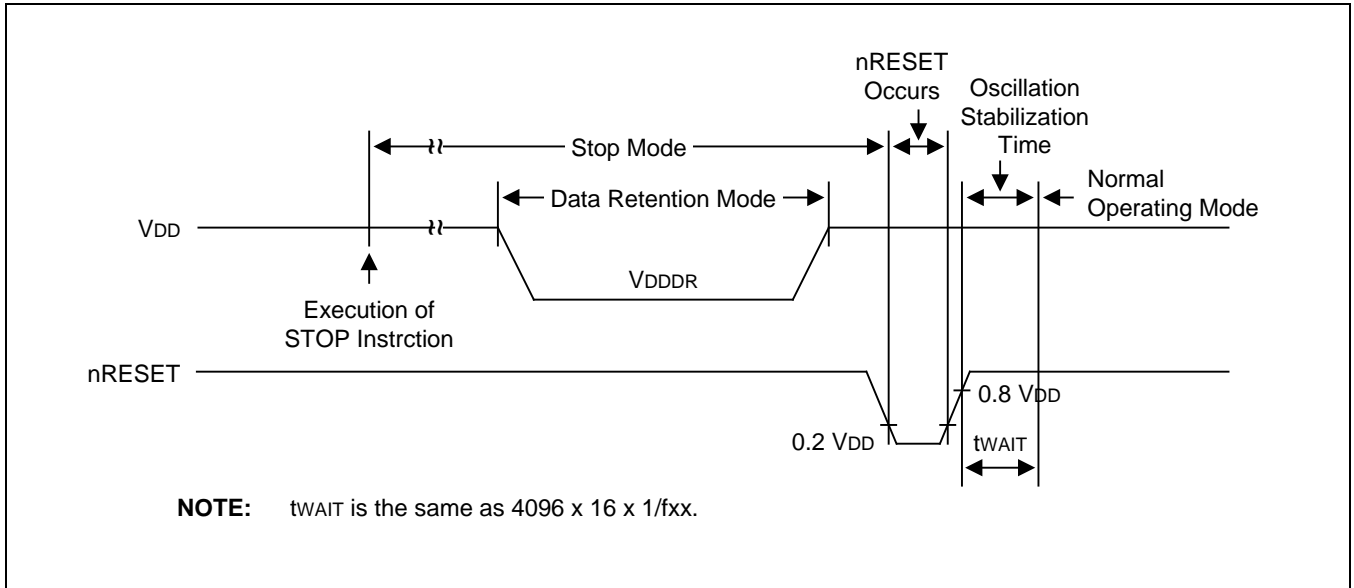 nRESET
Occurs
Oscillation
Stabilization
Time
Stop Mode
Data Retention Mode
Normal
Operating Mode
VDD
VDDDR
Execution of
STOP Instrction
nRESET
0.8 VDD
0.2 VDD
tWAIT
NOTE: tWAIT is the same as 4096 x 16 x 1/fxx.